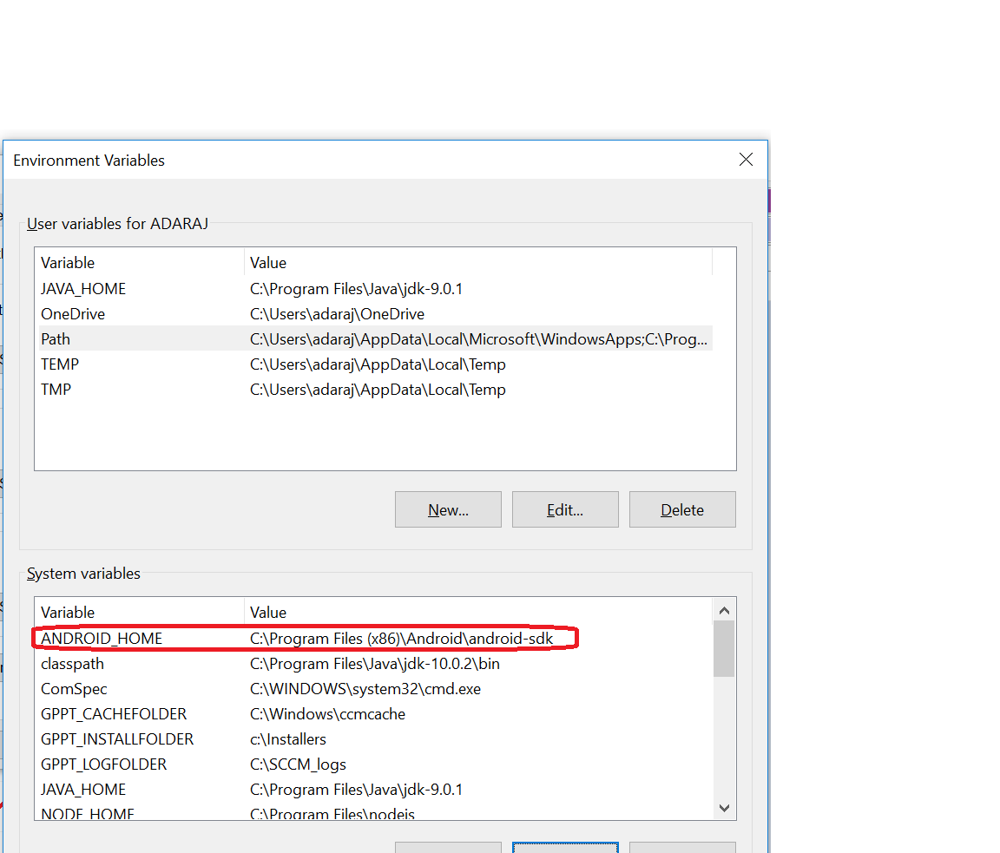 Environment Variables
User variables for ADARAJ
Variable Value
JAVA_HOME C:\Program Files\Java\jdk-9.0.1
OneDrive C:\Users\adaraj\OneDrive
Path C:\Users\adaraj\AppData\Local\Microsoft\WindowsApps;C:\Prog...
TEMP C:\Users\adaraj\AppData\Local\Temp
TMP C:\Users\adaraj\AppData\Local\Temp
New... Edit... Delete
System variables
Variable Value
ANDROID_HOME C:\Program Files (x86)\Android\android-sdk
classpath C:\Program Files\Java\jdk-10.0.2\bin
ComSpec C:\WINDOWS\system32\cmd.exe
GPPT_CACHEFOLDER C:\Windows\ccmcache
GPPT_INSTALLFOLDER c:\Installers
GPPT_LOGFOLDER C:\SCCM_logs
JAVA_HOME C:\Program Files\Java\jdk-9.0.1
NODE_HOME C:\Program Files\nodejs